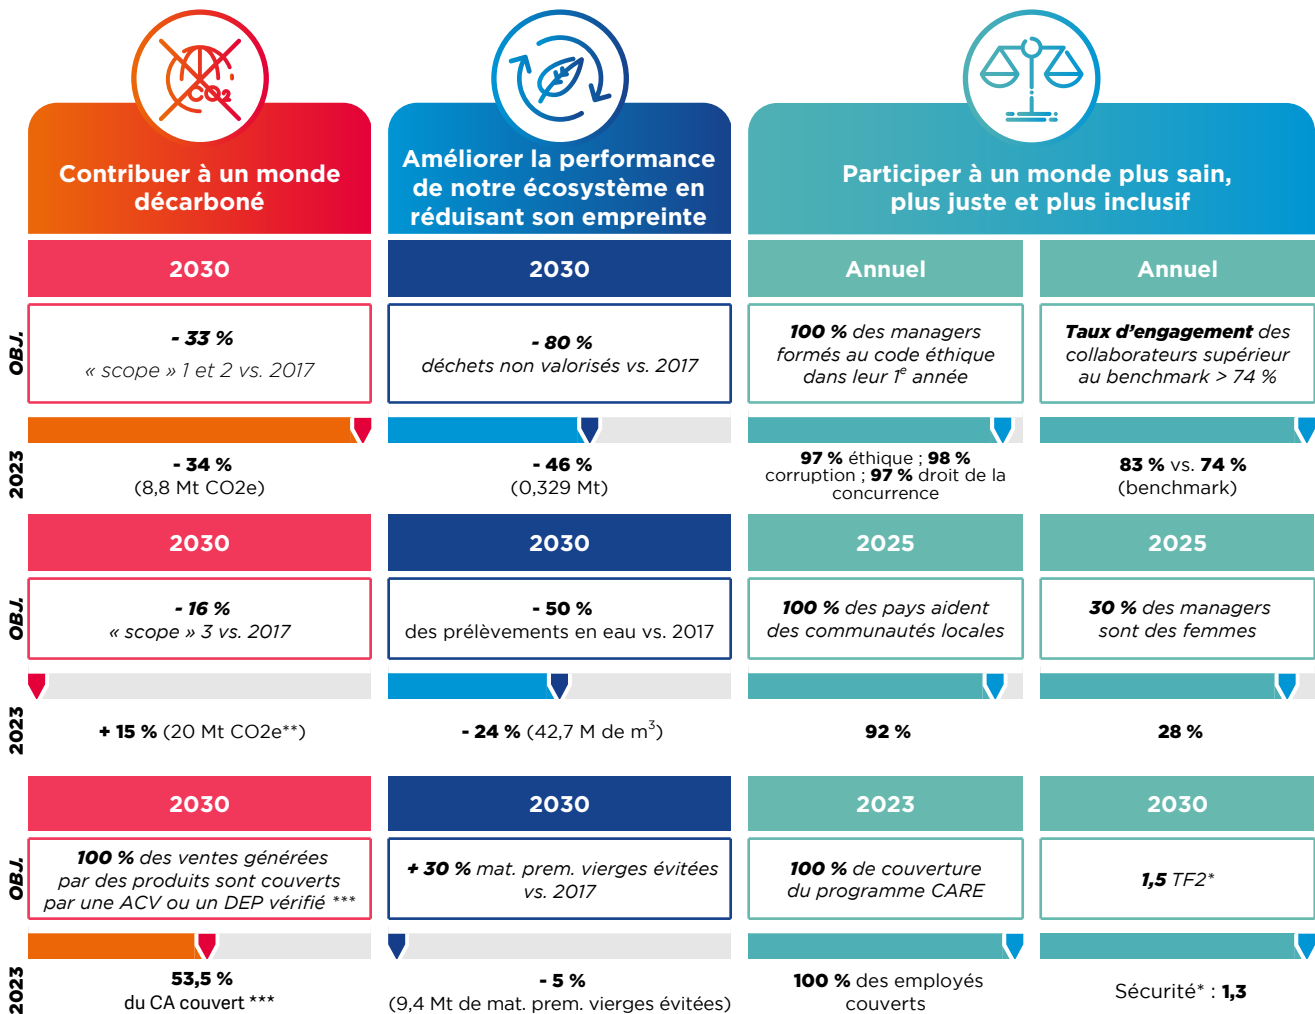 CO2
Contribuer à un monde
décarboné
Améliorer la performance
de notre écosystème en
réduisant son empreinte
Participer à un monde plus sain,
plus juste et plus inclusif
2030
2030
Annuel
Annuel
OBJ.
- 33 %
« scope » 1 et 2 vs. 2017
- 80 %
déchets non valorisés vs. 2017
100 % des managers
formés au code éthique
dans leur 1e année
Taux d'engagement des
collaborateurs supérieur
au benchmark > 74 %
2023
- 34 %
(8,8 Mt CO2e)
- 46 %
(0,329 Mt)
97 % éthique ; 98 %
corruption ; 97 % droit de la
concurrence
83 % vs. 74 %
(benchmark)
2030
2030
2025
2025
OBJ.
- 16 %
« scope » 3 vs. 2017
- 50 %
des prélèvements en eau vs. 2017
100 % des pays aident
des communautés locales
30 % des managers
sont des femmes
2023
+ 15 % (20 Mt CO2e**)
- 24 % (42,7 M de m³)
92 %
28 %
2030
2030
2023
2030
OBJ.
100 % des ventes générées
par des produits sont couverts
par une ACV ou un DEP vérifié ***
+ 30 % mat. prem. vierges évitées
vs. 2017
100 % de couverture
du programme CARE
1,5 TF2*
2023
53,5 %
du CA couvert ***
- 5 %
(9,4 Mt de mat. prem. vierges évitées)
100 % des employés
couverts
Sécurité* : 1,3